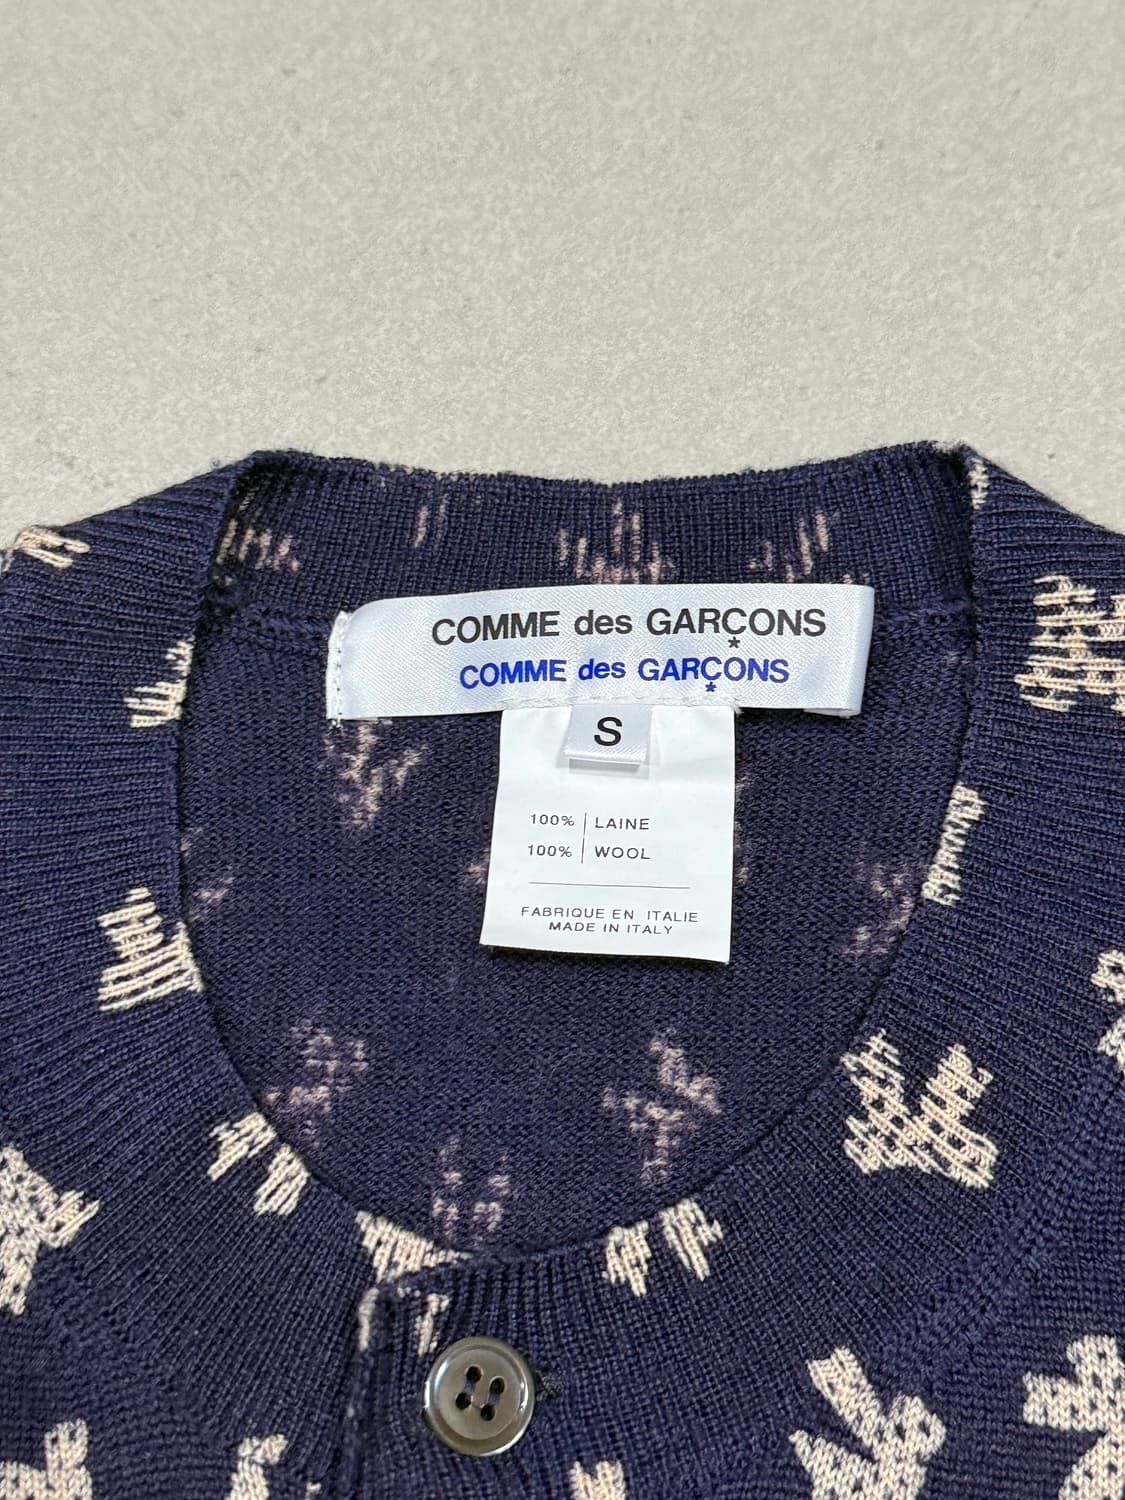 COMME des GARÇONS
*
COMME des GARÇONS
*
S
100% | LAINE
100% | WOOL
FABRIQUE EN ITALIE
MADE IN ITALY